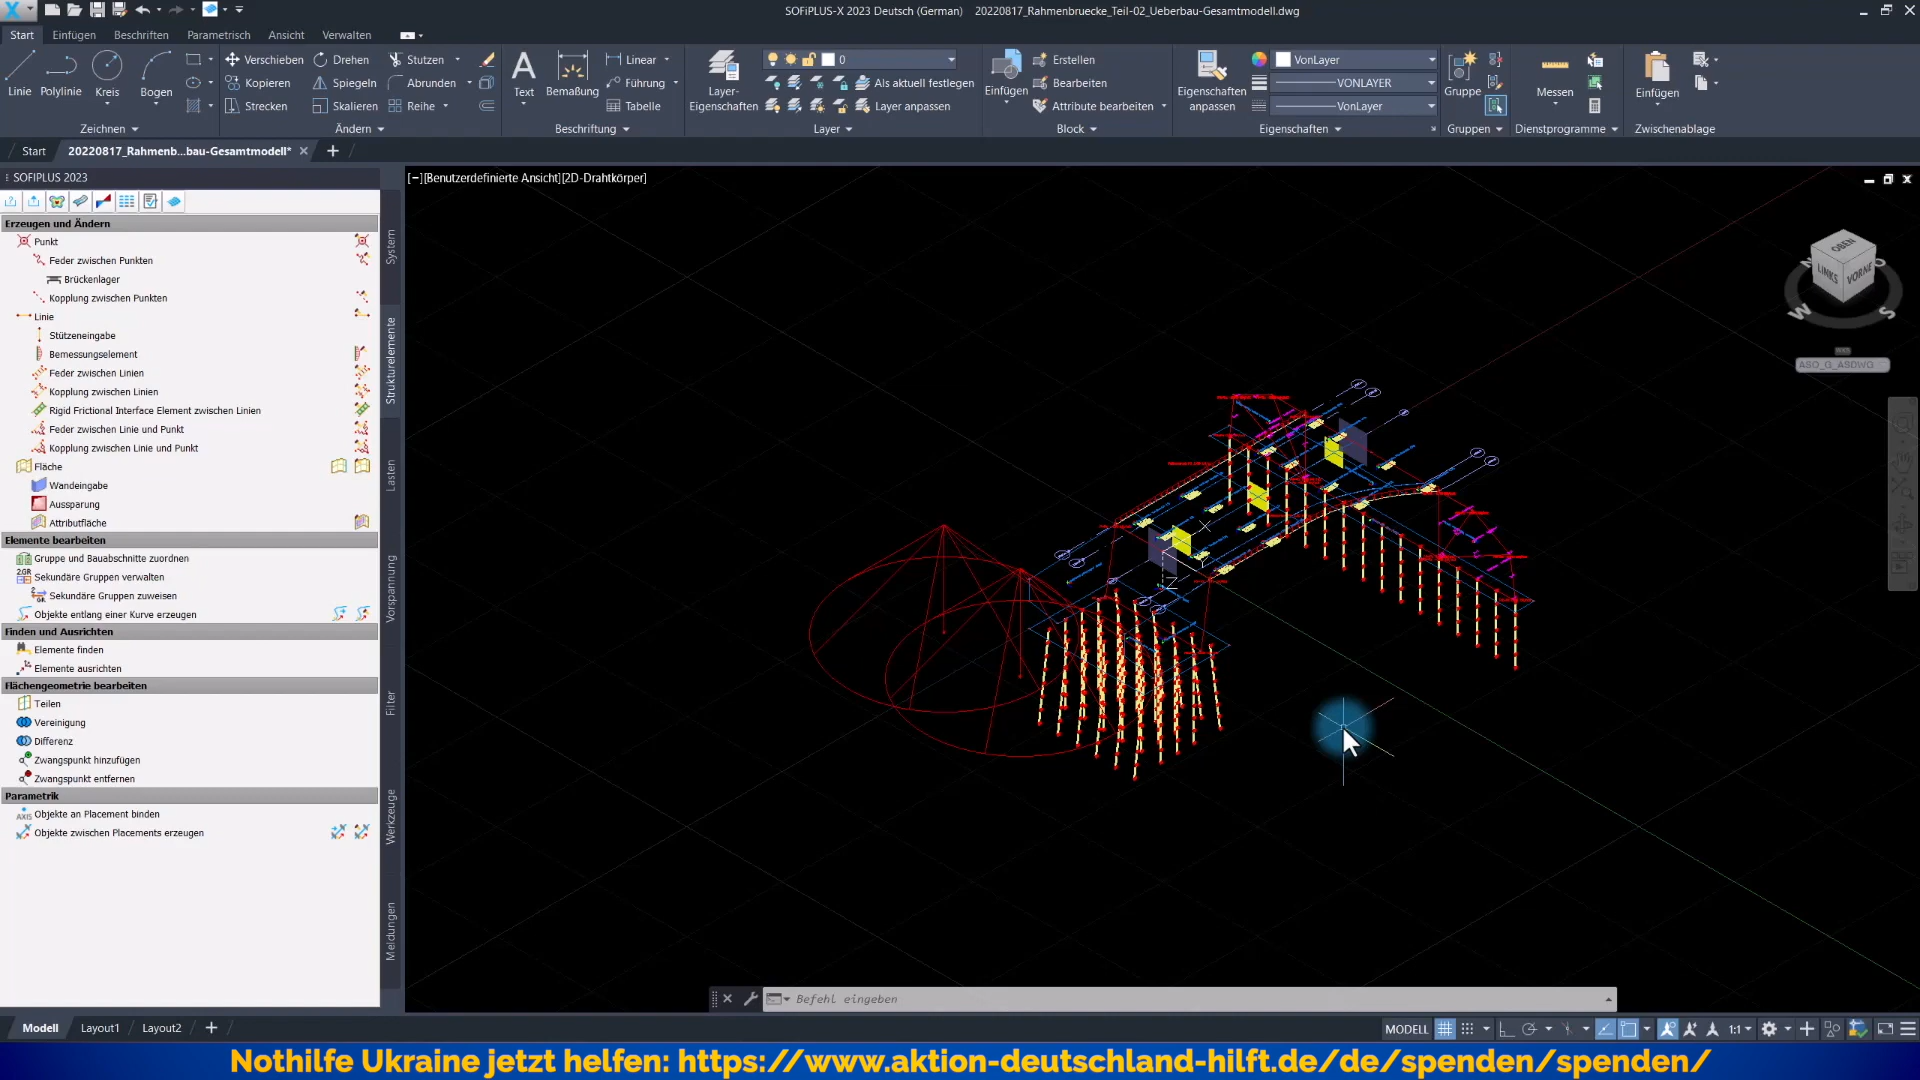 SOFiPLUS-X 2023 Deutsch (German) 20220817_Rahmenbruecke_Teil-02_Ueberbau-Gesamtmodell.dwg
Start Einfügen Beschriften Parametrisch Ansicht Verwalten
Linie Polylinie Kreis Bogen
Verschieben Drehen Stutzen
Kopieren Spiegeln Abrunden
Strecken Skalieren Reihe
Text Bemaßung
Linear
Führung
Tabelle
Layer-Eigenschaften
0
Als aktuell festlegen
Layer anpassen
Einfügen
Erstellen
Bearbeiten
Attribute bearbeiten
Eigenschaften anpassen
VonLayer
VONLAYER
VonLayer
Gruppe
Messen
Einfügen
Zeichnen Ändern Beschriftung Layer Block Eigenschaften Gruppen Dienstprogramme Zwischenablage
Start 20220817_Rahmenb...bau-Gesamtmodell*
SOFIPLUS 2023
[−][Benutzerdefinierte Ansicht][2D-Drahtkörper]
Erzeugen und Ändern
Punkt
Feder zwischen Punkten
Brückenlager
Kopplung zwischen Punkten
Linie
Stützeneingabe
Bemessungselement
Feder zwischen Linien
Kopplung zwischen Linien
Rigid Frictional Interface Element zwischen Linien
Feder zwischen Linie und Punkt
Kopplung zwischen Linie und Punkt
Fläche
Wandeingabe
Aussparung
Attributfläche
Elemente bearbeiten
Gruppe und Bauabschnitte zuordnen
Sekundäre Gruppen verwalten
Sekundäre Gruppen zuweisen
Objekte entlang einer Kurve erzeugen
Finden und Ausrichten
Elemente finden
Elemente ausrichten
Flächengeometrie bearbeiten
Teilen
Vereinigung
Differenz
Zwangspunkt hinzufügen
Zwangspunkt entfernen
Parametrik
Objekte an Placement binden
Objekte zwischen Placements erzeugen
System
Strukturelemente
Lasten
Vorspannung
Filter
Werkzeuge
Meldungen
OBEN
LINKS VORNE
W S
ASO_G_ASDWG
X
Z
Befehl eingeben
Modell Layout1 Layout2
MODELL 1:1
Nothilfe Ukraine jetzt helfen: https://www.aktion-deutschland-hilft.de/de/spenden/spenden/